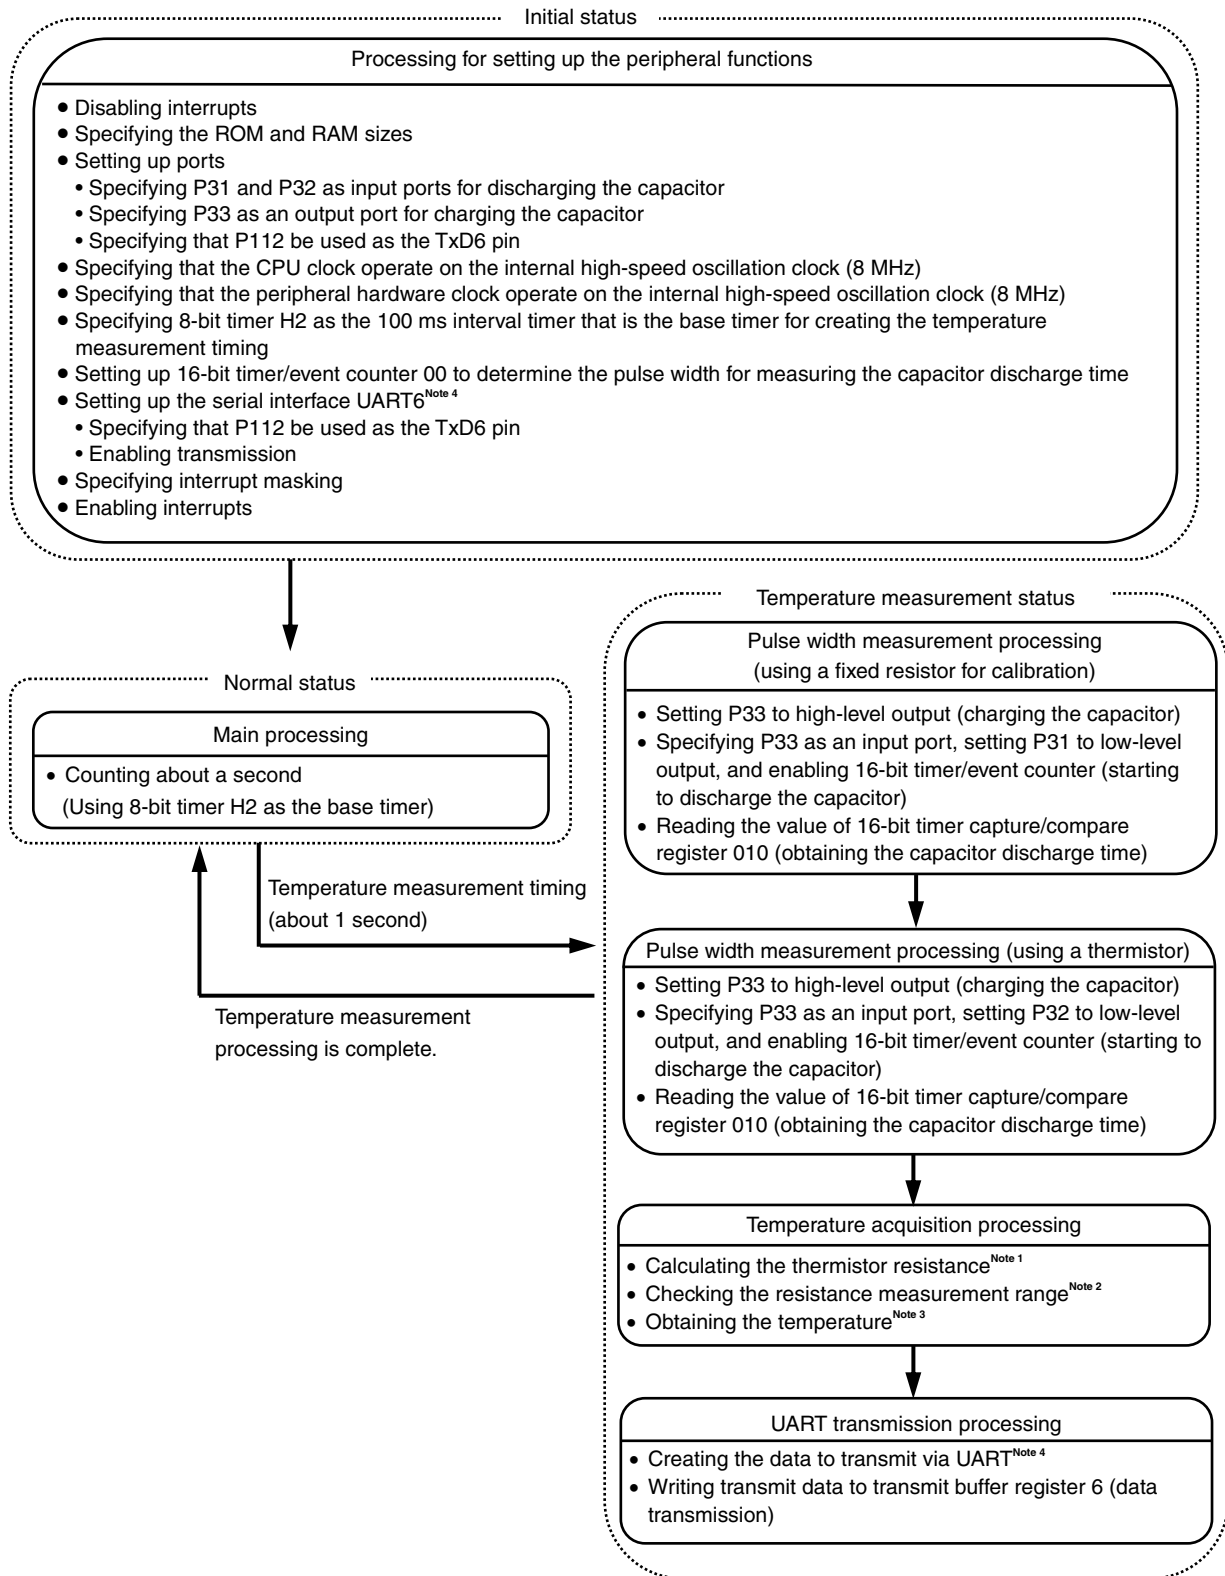 Initial status
Processing for setting up the peripheral functions
● Disabling interrupts
● Specifying the ROM and RAM sizes
● Setting up ports
• Specifying P31 and P32 as input ports for discharging the capacitor
• Specifying P33 as an output port for charging the capacitor
• Specifying that P112 be used as the TxD6 pin
● Specifying that the CPU clock operate on the internal high-speed oscillation clock (8 MHz)
● Specifying that the peripheral hardware clock operate on the internal high-speed oscillation clock (8 MHz)
● Specifying 8-bit timer H2 as the 100 ms interval timer that is the base timer for creating the temperature
measurement timing
● Setting up 16-bit timer/event counter 00 to determine the pulse width for measuring the capacitor discharge time
● Setting up the serial interface UART6Note 4
• Specifying that P112 be used as the TxD6 pin
• Enabling transmission
● Specifying interrupt masking
● Enabling interrupts
Normal status
Main processing
• Counting about a second
(Using 8-bit timer H2 as the base timer)
Temperature measurement timing
(about 1 second)
Temperature measurement
processing is complete.
Temperature measurement status
Pulse width measurement processing
(using a fixed resistor for calibration)
• Setting P33 to high-level output (charging the capacitor)
• Specifying P33 as an input port, setting P31 to low-level
output, and enabling 16-bit timer/event counter (starting
to discharge the capacitor)
• Reading the value of 16-bit timer capture/compare
register 010 (obtaining the capacitor discharge time)
Pulse width measurement processing (using a thermistor)
• Setting P33 to high-level output (charging the capacitor)
• Specifying P33 as an input port, setting P32 to low-level
output, and enabling 16-bit timer/event counter (starting to
discharge the capacitor)
• Reading the value of 16-bit timer capture/compare
register 010 (obtaining the capacitor discharge time)
Temperature acquisition processing
• Calculating the thermistor resistanceNote 1
• Checking the resistance measurement rangeNote 2
• Obtaining the temperatureNote 3
UART transmission processing
• Creating the data to transmit via UARTNote 4
• Writing transmit data to transmit buffer register 6 (data
transmission)